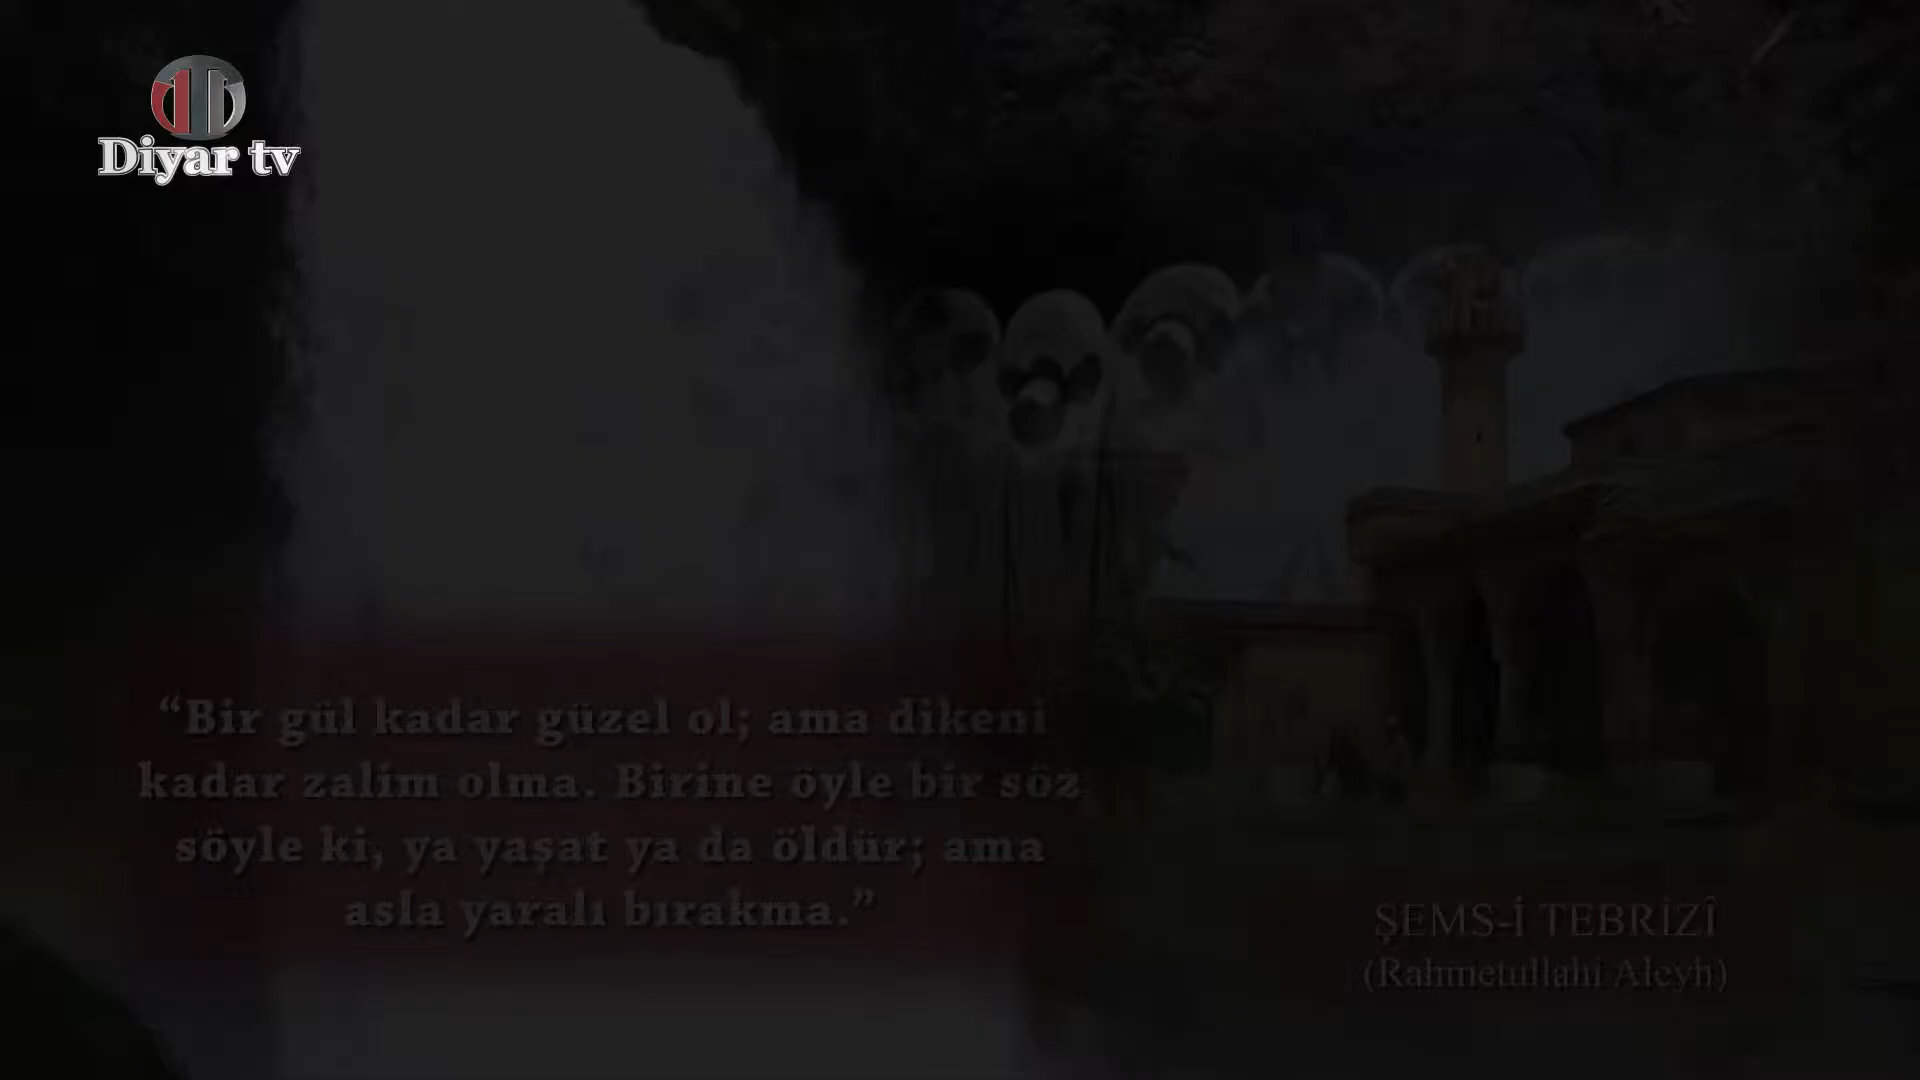 Diyar tv
“Bir gül kadar güzel ol; ama dikeni
kadar zalim olma. Birine öyle bir söz
söyle ki, ya yaşat ya da öldür; ama
asla yaralı bırakma.”
ŞEMS-İ TEBRİZÎ
(Rahmetullahi Aleyh)